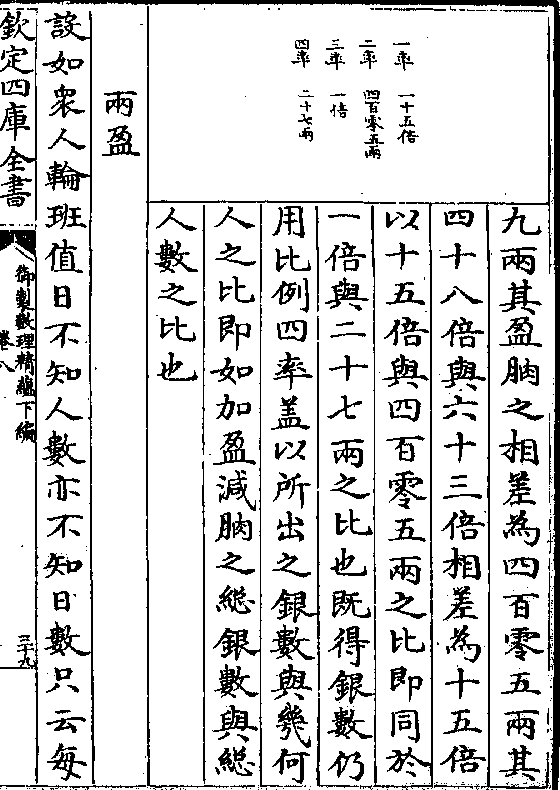 九兩其盈朒之相差為四百零五兩其
四十八倍與六十三倍相差為十五倍
以十五倍與四百零五兩之比即同於
一倍與二十七兩之比也既得銀數仍
用比例四率盖以所出之銀數與幾何
人之比即如加盈減朒之総銀數與総
人數之比也
一率　一十五倍
二率　四百零五兩
三率　一倍
四率　二十七兩
兩盈
設如衆人輪班值日不知人數亦不知日數只云每
欽定四庫全書
御製數理精蘊下編
卷八
三十九